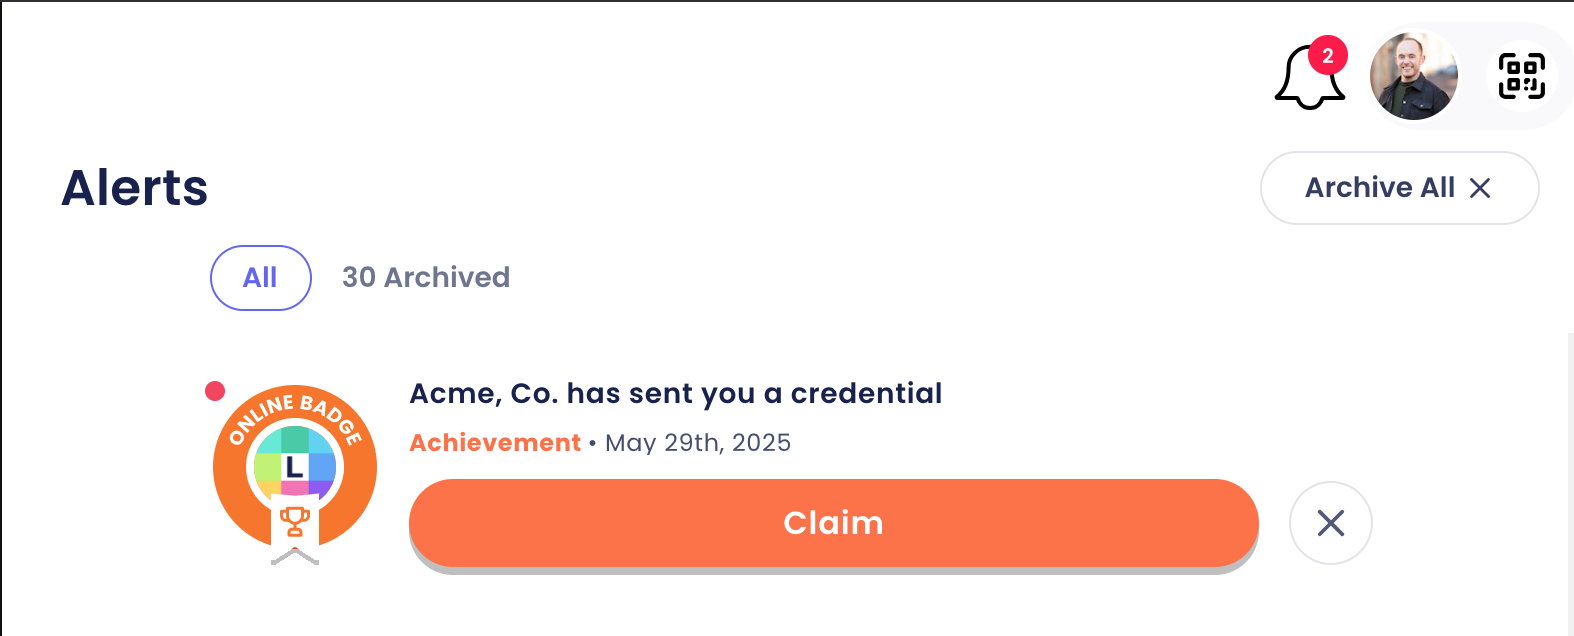 2
Alerts
Archive All
All
30 Archived
ONLINE BADGE
L
Acme, Co. has sent you a credential
Achievement • May 29th, 2025
Claim